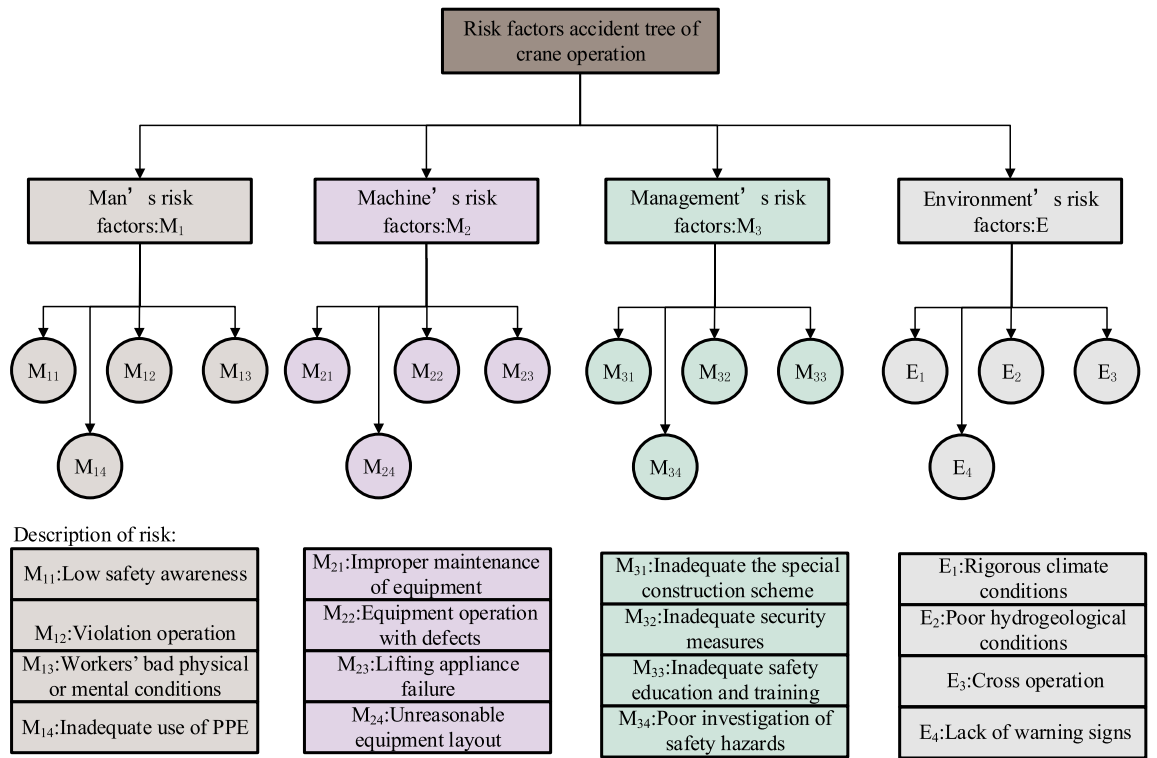 Risk factors accident tree of
crane operation
Man’s risk
factors:M₁
Machine’s risk
factors:M₂
Management’s risk
factors:M₃
Environment’s risk
factors:E
M₁₁
M₁₂
M₁₃
M₂₁
M₂₂
M₂₃
M₃₁
M₃₂
M₃₃
E₁
E₂
E₃
M₁₄
M₂₄
M₃₄
E₄
Description of risk:
M₁₁:Low safety awareness
M₁₂:Violation operation
M₁₃:Workers’ bad physical
or mental conditions
M₁₄:Inadequate use of PPE
M₂₁:Improper maintenance
of equipment
M₂₂:Equipment operation
with defects
M₂₃:Lifting appliance
failure
M₂₄:Unreasonable
equipment layout
M₃₁:Inadequate the special
construction scheme
M₃₂:Inadequate security
measures
M₃₃:Inadequate safety
education and training
M₃₄:Poor investigation of
safety hazards
E₁:Rigorous climate
conditions
E₂:Poor hydrogeological
conditions
E₃:Cross operation
E₄:Lack of warning signs